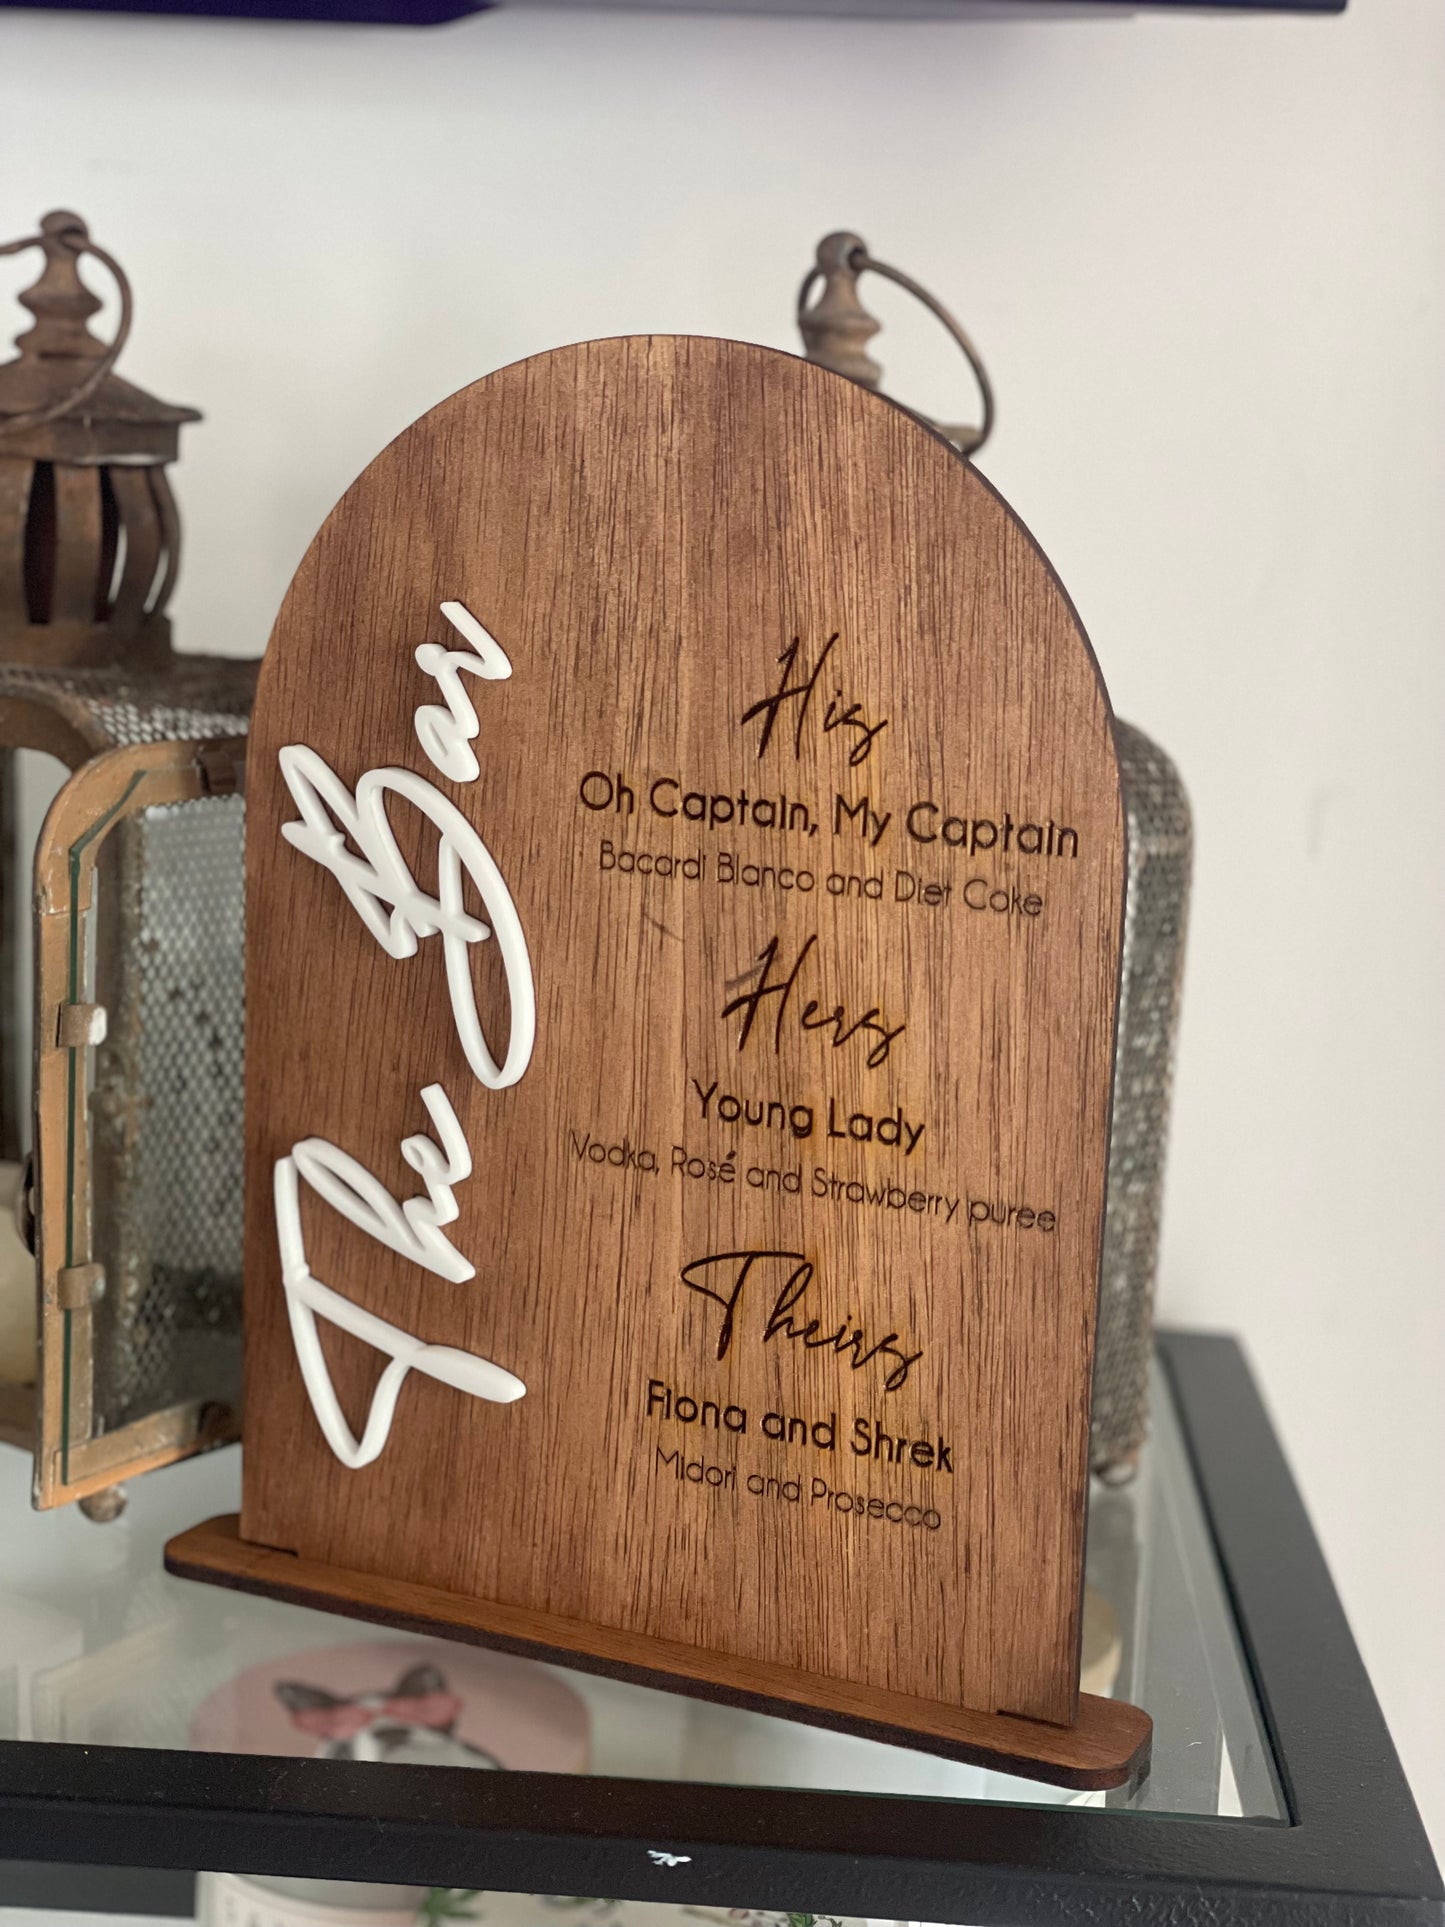 The Bar
His
Oh Captain, My Captain
Bacardi Blanco and Diet Coke
Hers
Young Lady
Vodka, Rosé and Strawberry puree
Theirs
Fiona and Shrek
Midori and Prosecco